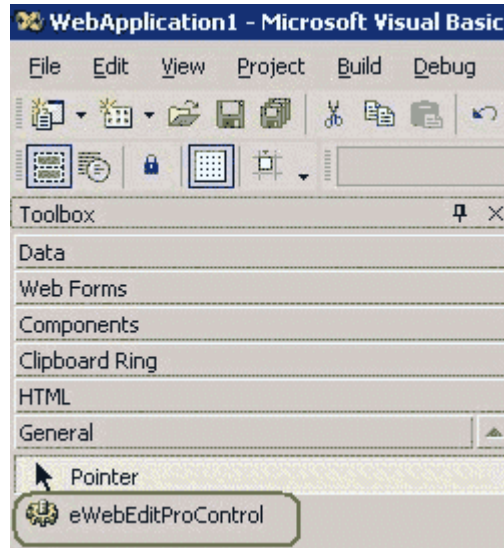 WebApplication1 - Microsoft Visual Basic
File Edit View Project Build Debug
Toolbox
Data
Web Forms
Components
Clipboard Ring
HTML
General
Pointer
eWebEditProControl